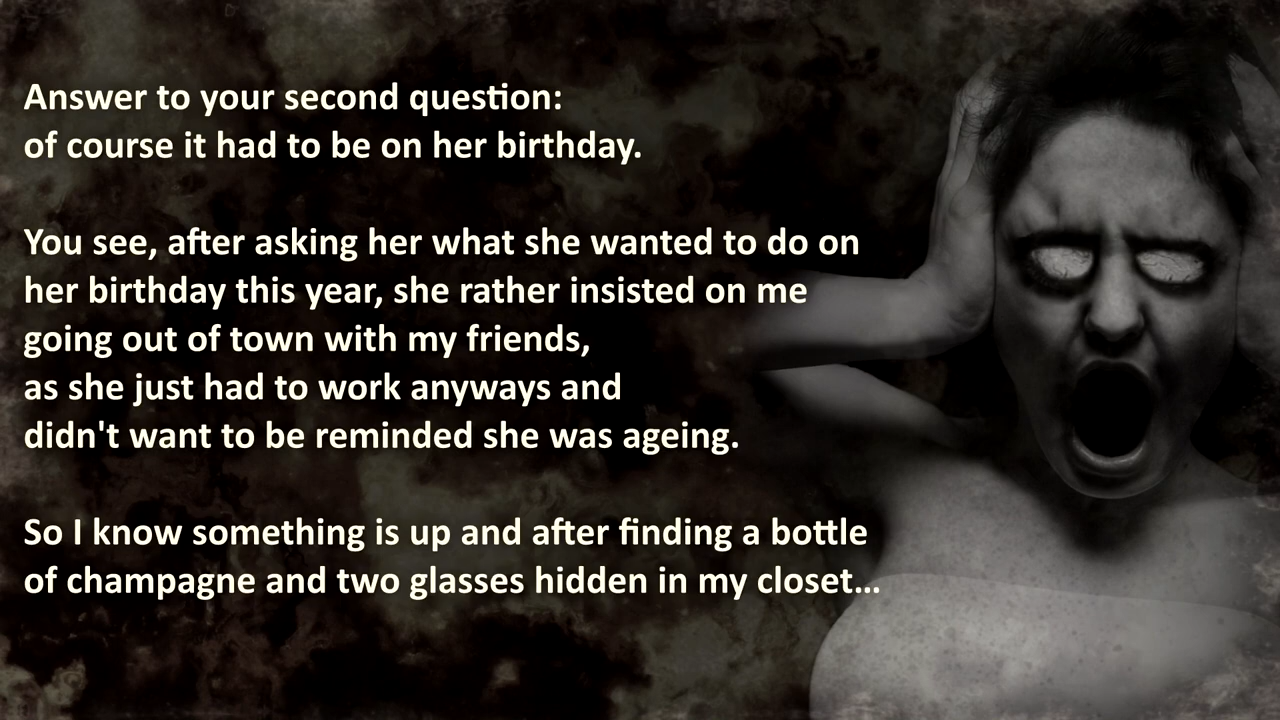 Answer to your second question:
of course it had to be on her birthday.
You see, after asking her what she wanted to do on
her birthday this year, she rather insisted on me
going out of town with my friends,
as she just had to work anyways and
didn't want to be reminded she was ageing.
So I know something is up and after finding a bottle
of champagne and two glasses hidden in my closet...